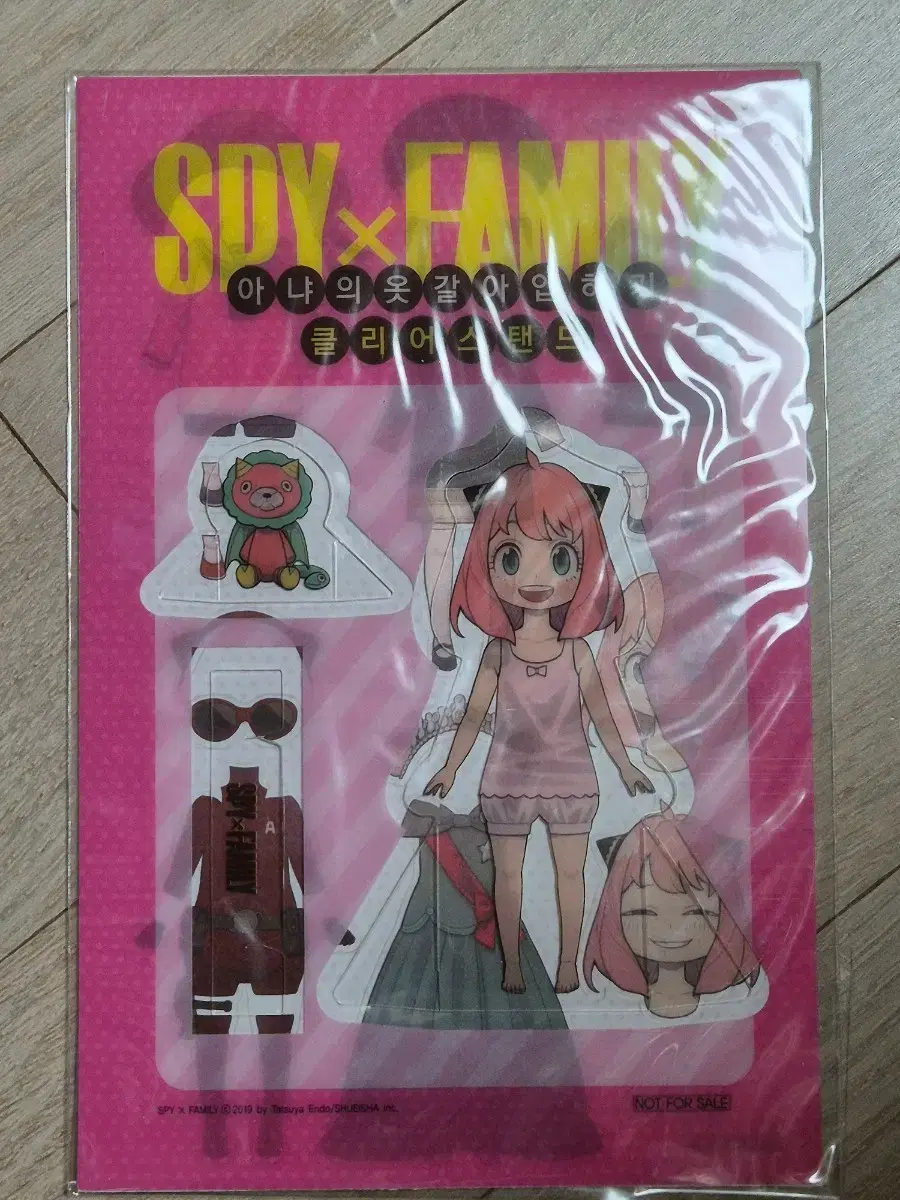 SPY×FAMILY
아냐의옷갈아입히기
클리어스탠드
A
SPY×FAMILY
SPY × FAMILY ⓒ 2019 by Tatsuya Endo/SHUEISHA Inc.
NOT FOR SALE